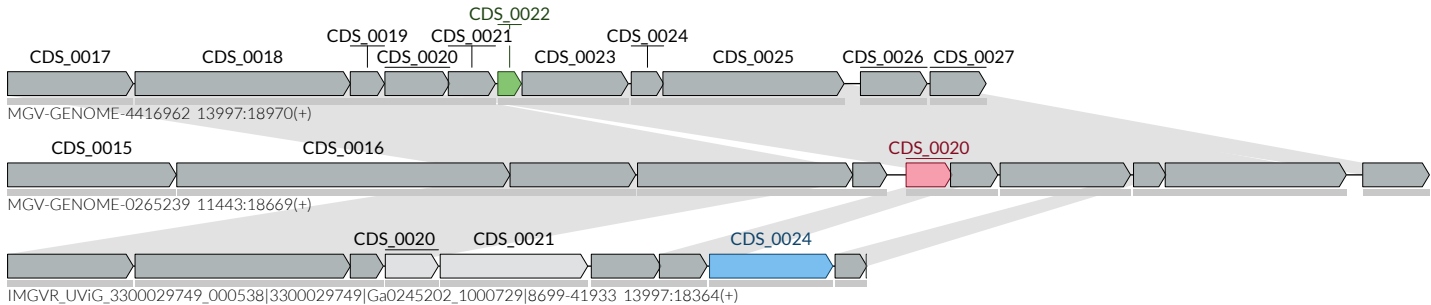 CDS_0022
CDS_0019 CDS_0021 CDS_0024
CDS_0017 CDS_0018 CDS_0020 CDS_0023 CDS_0025 CDS_0026 CDS_0027
MGV-GENOME-4416962 13997:18970(+)
CDS_0015 CDS_0016 CDS_0020
MGV-GENOME-0265239 11443:18669(+)
CDS_0020 CDS_0021 CDS_0024
IMGVR_UViG_3300029749_000538|3300029749|Ga0245202_1000729|8699-41933 13997:18364(+)